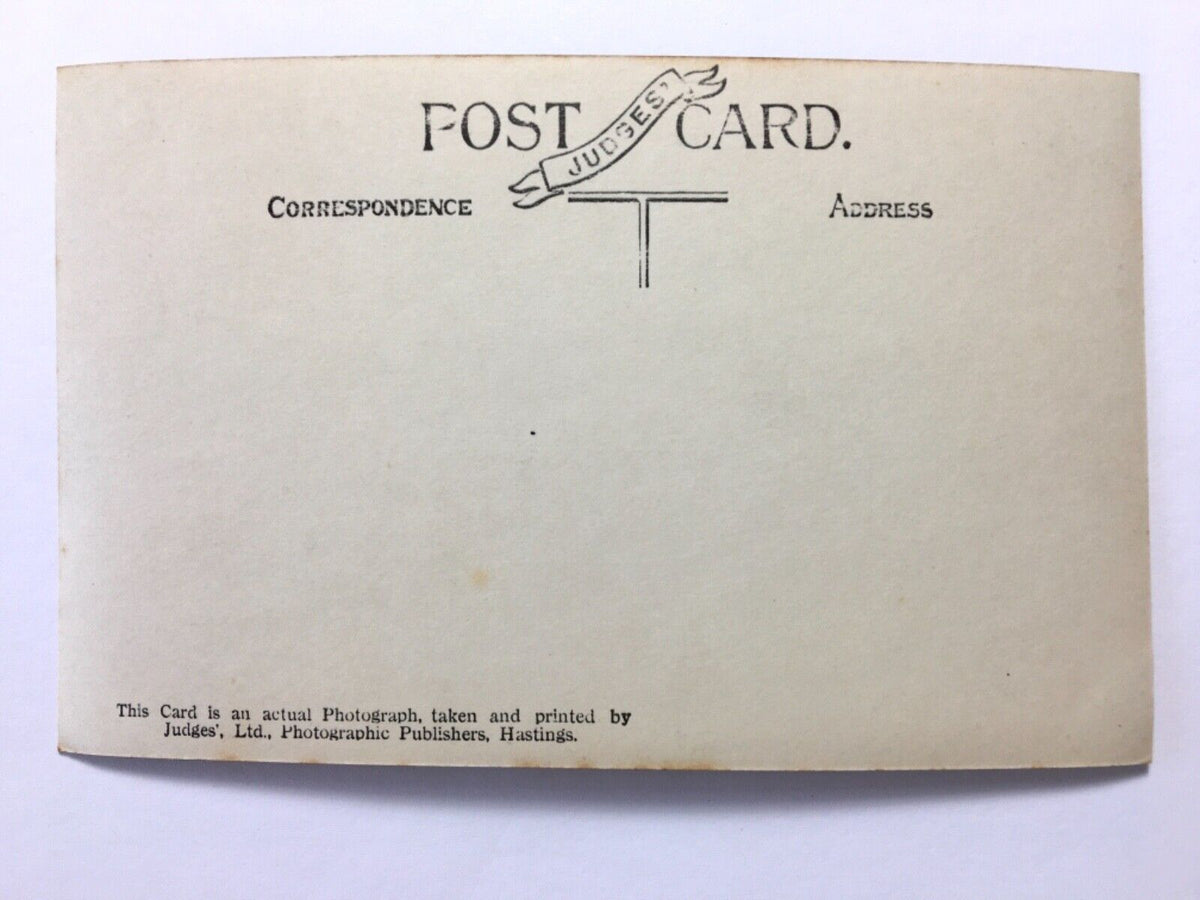 POST JUDGES' CARD.
CORRESPONDENCE ADDRESS
This Card is an actual Photograph, taken and printed by
Judges', Ltd., Photographic Publishers, Hastings.